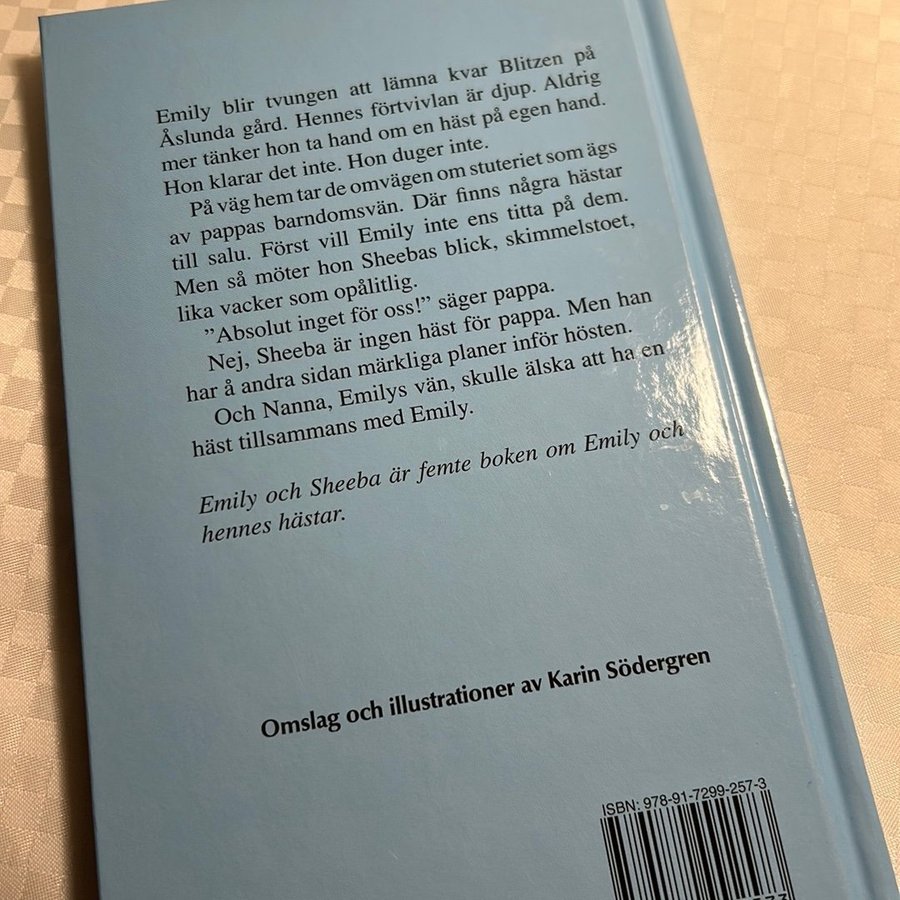 Emily blir tvungen att lämna kvar Blitzen på
Åslunda gård. Hennes förtvivlan är djup. Aldrig
mer tänker hon ta hand om en häst på egen hand.
Hon klarar det inte. Hon duger inte.
På väg hem tar de omvägen om stuteriet som ägs
av pappas barndomsvän. Där finns några hästar
till salu. Först vill Emily inte ens titta på dem.
Men så möter hon Sheebas blick, skimmelstoet,
lika vacker som opålitlig.
”Absolut inget för oss!” säger pappa.
Nej, Sheeba är ingen häst för pappa. Men han
har å andra sidan märkliga planer inför hösten.
Och Nanna, Emilys vän, skulle älska att ha en
häst tillsammans med Emily.
Emily och Sheeba är femte boken om Emily och
hennes hästar.
Omslag och illustrationer av Karin Södergren
ISBN: 978-91-7299-257-3